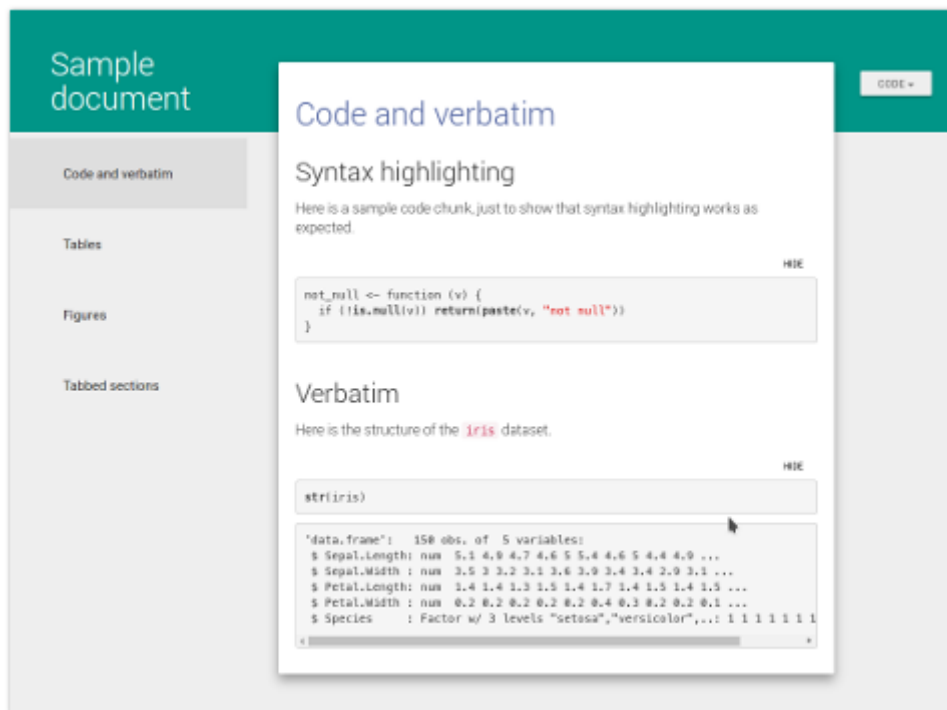 Sample
document
CODE
Code and verbatim
Tables
Figures
Tabbed sections
Code and verbatim
Syntax highlighting
Here is a sample code chunk, just to show that syntax highlighting works as
expected.
HIDE
not_null <- function (v) {
  if (!is.null(v)) return(paste(v, "not null"))
}
Verbatim
Here is the structure of the iris dataset.
HIDE
str(iris)
'data.frame':   150 obs. of  5 variables:
 $ Sepal.Length: num  5.1 4.9 4.7 4.6 5 5.4 4.6 5 4.4 4.9 ...
 $ Sepal.Width : num  3.5 3 3.2 3.1 3.6 3.9 3.4 3.4 2.9 3.1 ...
 $ Petal.Length: num  1.4 1.4 1.3 1.5 1.4 1.7 1.4 1.5 1.4 1.5 ...
 $ Petal.Width : num  0.2 0.2 0.2 0.2 0.2 0.4 0.3 0.2 0.2 0.1 ...
 $ Species     : Factor w/ 3 levels "setosa","versicolor",..: 1 1 1 1 1 1 1